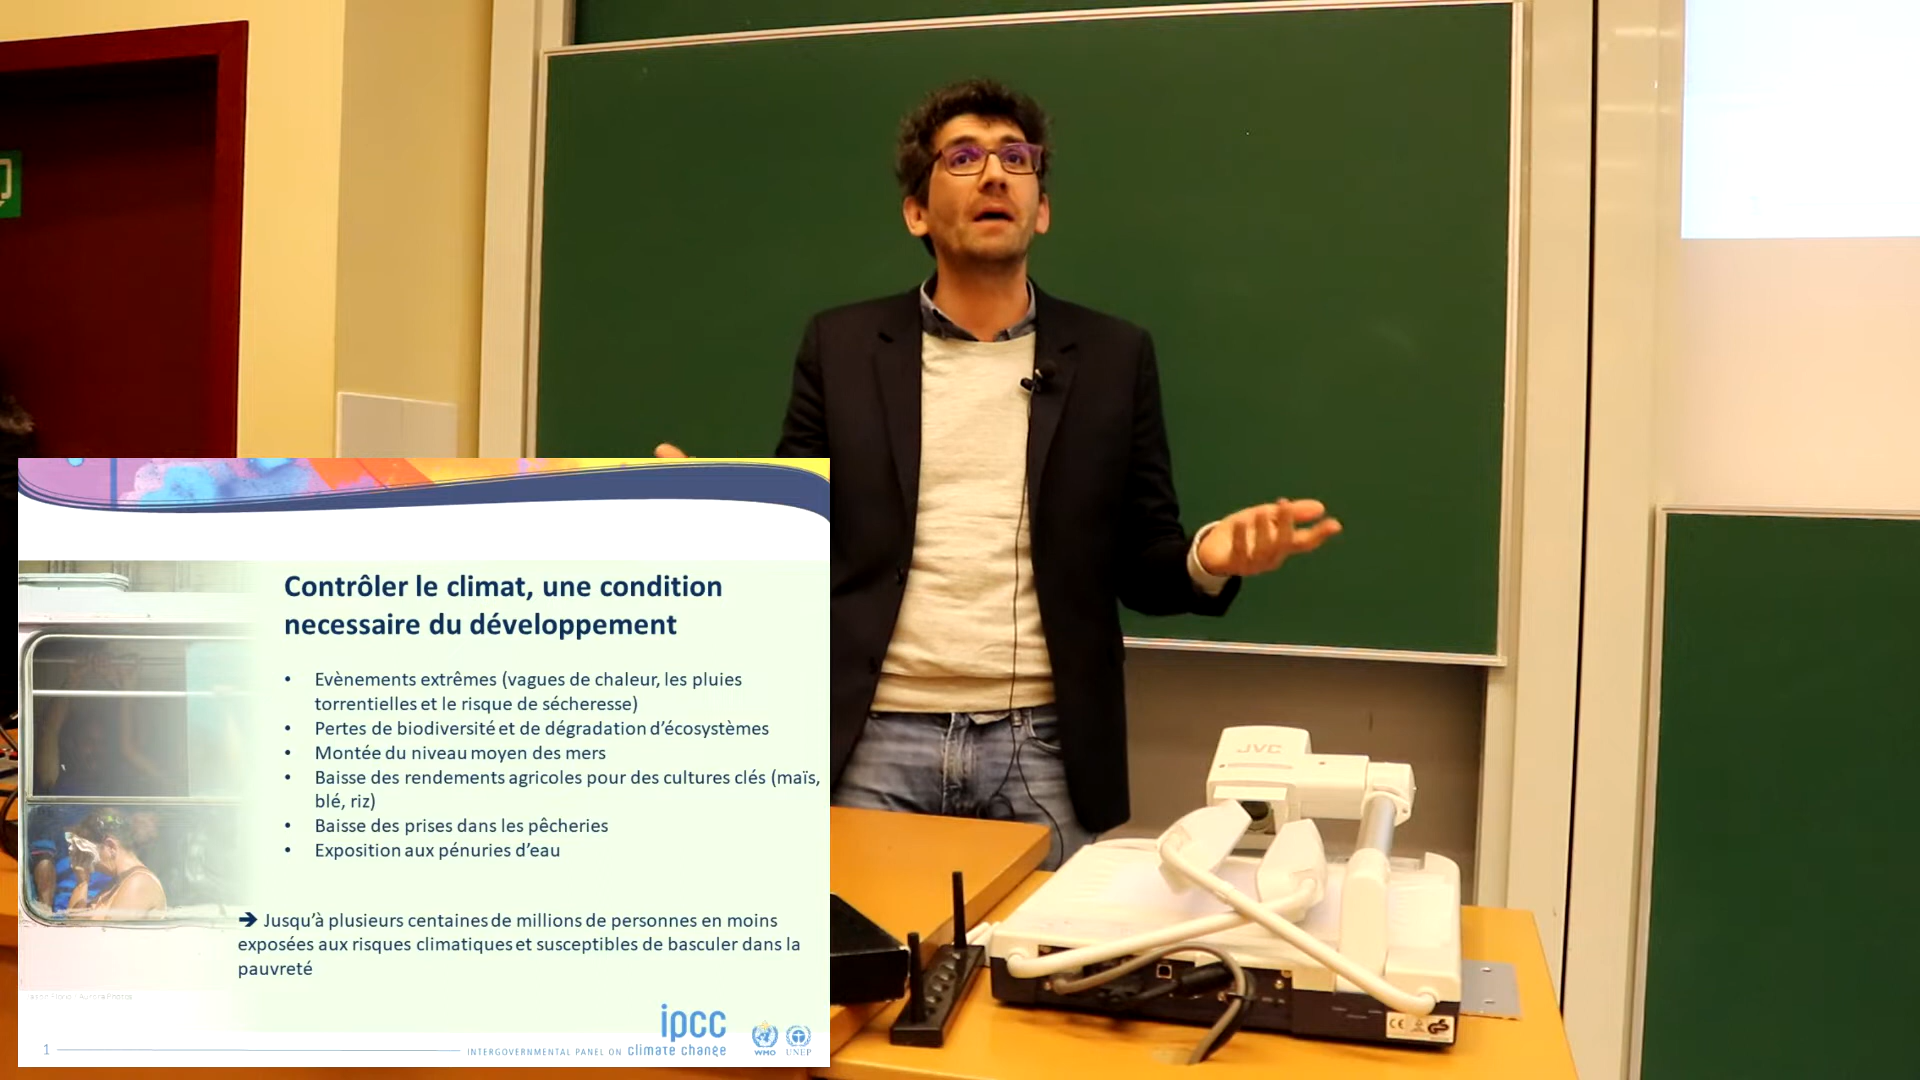 Contrôler le climat, une condition
necessaire du développement
• Evènements extrêmes (vagues de chaleur, les pluies
torrentielles et le risque de sécheresse)
• Pertes de biodiversité et de dégradation d'écosystèmes
• Montée du niveau moyen des mers
• Baisse des rendements agricoles pour des cultures clés (maïs,
blé, riz)
• Baisse des prises dans les pêcheries
• Exposition aux pénuries d'eau
➔ Jusqu'à plusieurs centaines de millions de personnes en moins
exposées aux risques climatiques et susceptibles de basculer dans la
pauvreté
ipcc
INTERGOVERNMENTAL PANEL ON climate change
WMO UNEP
1
JVC
CE
GS